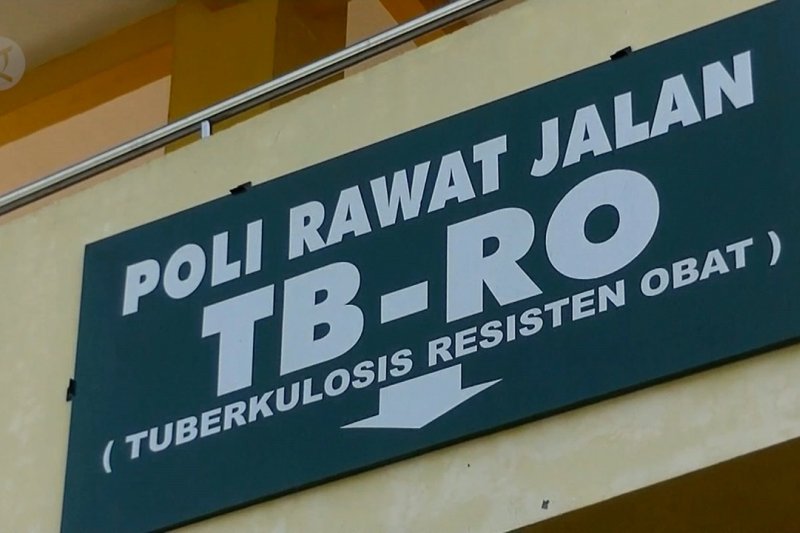 POLI RAWAT JALAN
TB-RO
( TUBERKULOSIS RESISTEN OBAT )